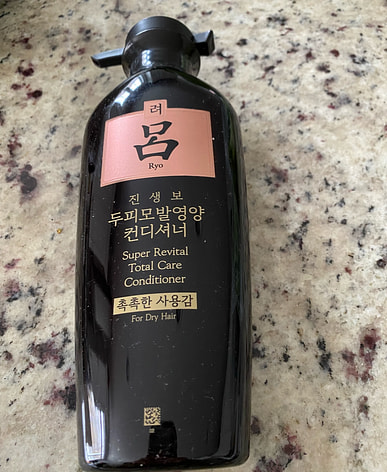 려
呂
Ryo
진생보
두피모발영양
컨디셔너
Super Revital
Total Care
Conditioner
촉촉한 사용감
For Dry Hair